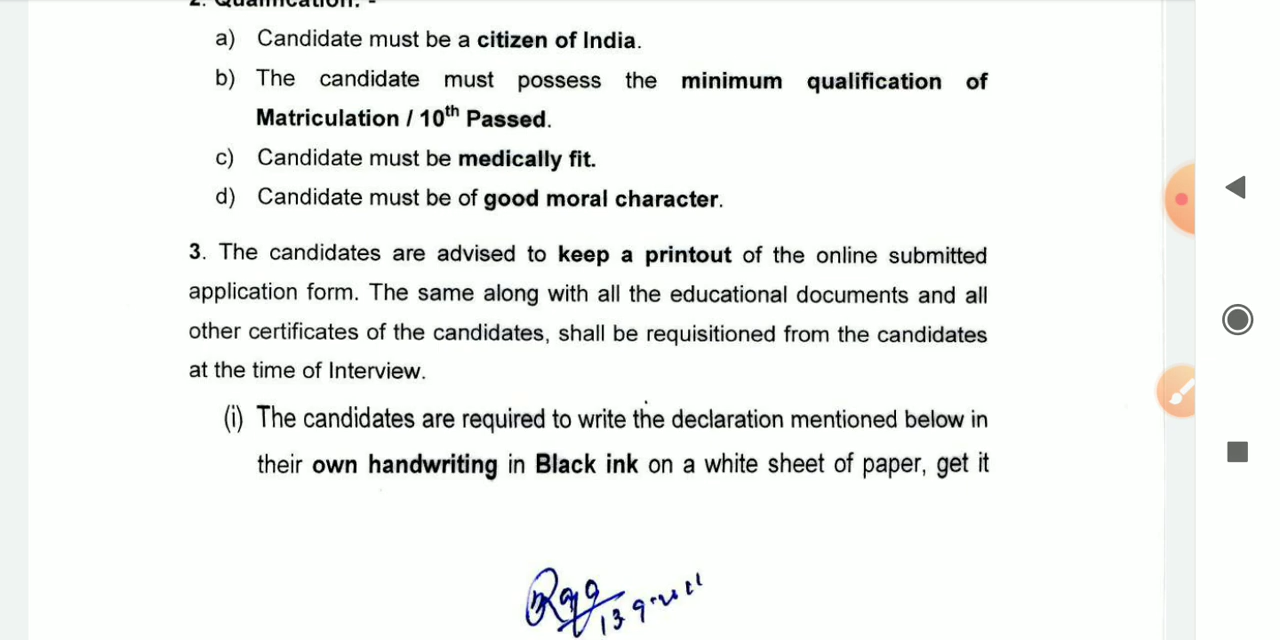 2. Qualification: -
a) Candidate must be a citizen of India.
b) The candidate must possess the minimum qualification of
Matriculation / 10th Passed.
c) Candidate must be medically fit.
d) Candidate must be of good moral character.
3. The candidates are advised to keep a printout of the online submitted
application form. The same along with all the educational documents and all
other certificates of the candidates, shall be requisitioned from the candidates
at the time of Interview.
(i) The candidates are required to write the declaration mentioned below in
their own handwriting in Black ink on a white sheet of paper, get it